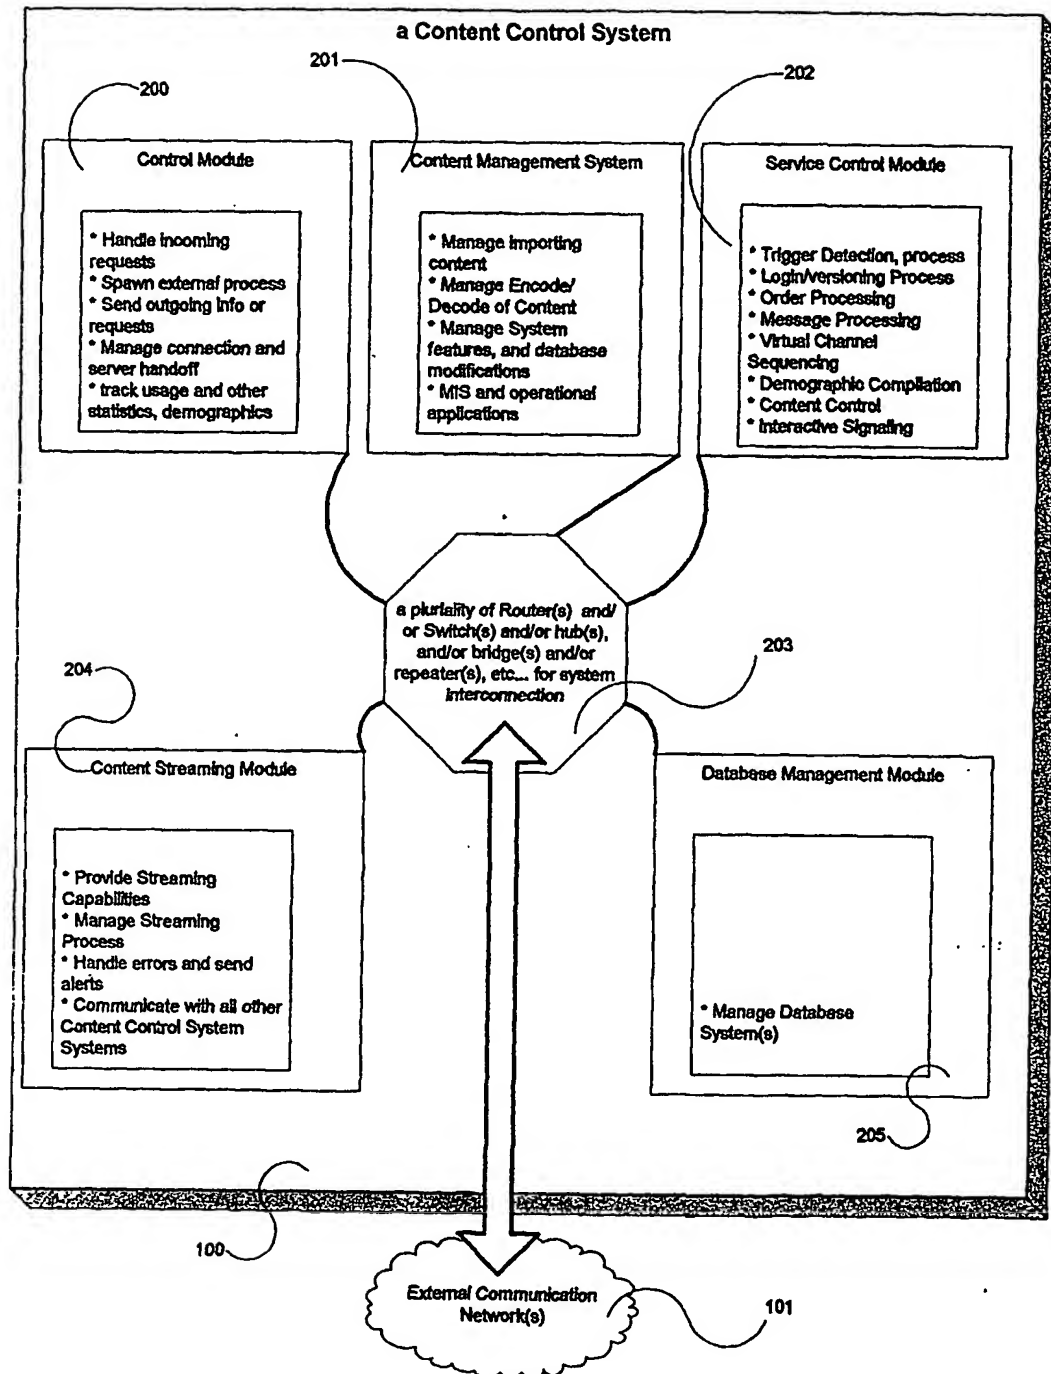 a Content Control System
200
201
202
Control Module
* Handle incoming
requests
* Spawn external process
* Send outgoing info or
requests
* Manage connection and
server handoff
* track usage and other
statistics, demographics
Content Management System
* Manage importing
content
* Manage Encode/
Decode of Content
* Manage System
features, and database
modifications
* MIS and operational
applications
Service Control Module
* Trigger Detection, process
* Login/versioning Process
* Order Processing
* Message Processing
* Virtual Channel
Sequencing
* Demographic Compilation
* Content Control
* Interactive Signaling
a pluriality of Router(s) and/
or Switch(s) and/or hub(s),
and/or bridge(s) and/or
repeater(s), etc... for system
interconnection
203
204
Content Streaming Module
* Provide Streaming
Capabilities
* Manage Streaming
Process
* Handle errors and send
alerts
* Communicate with all other
Content Control System
Systems
Database Management Module
* Manage Database
System(s)
205
100
External Communication
Network(s)
101